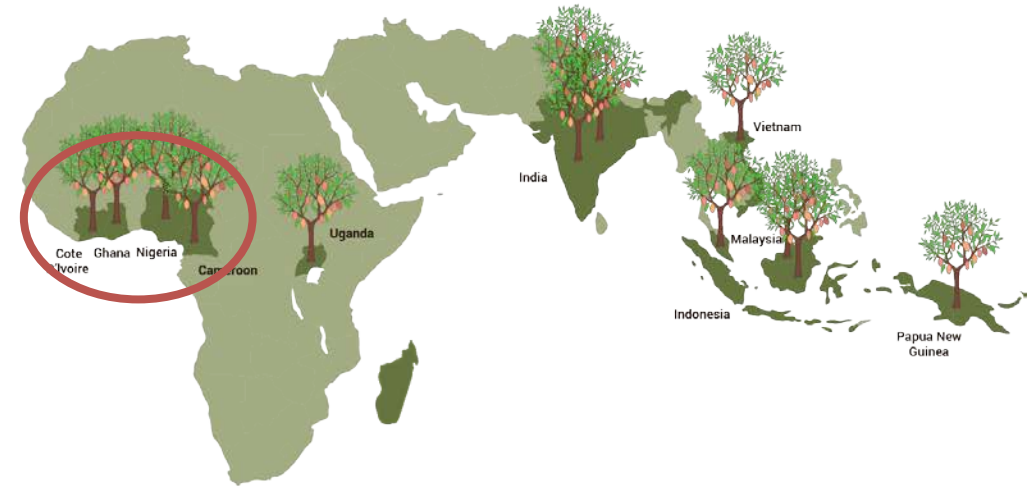 Vietnam
India
Uganda
Malaysia
Cote
Ghana
Nigeria
D'Ivoire
Cameroon
Indonesia
Papua New
Guinea